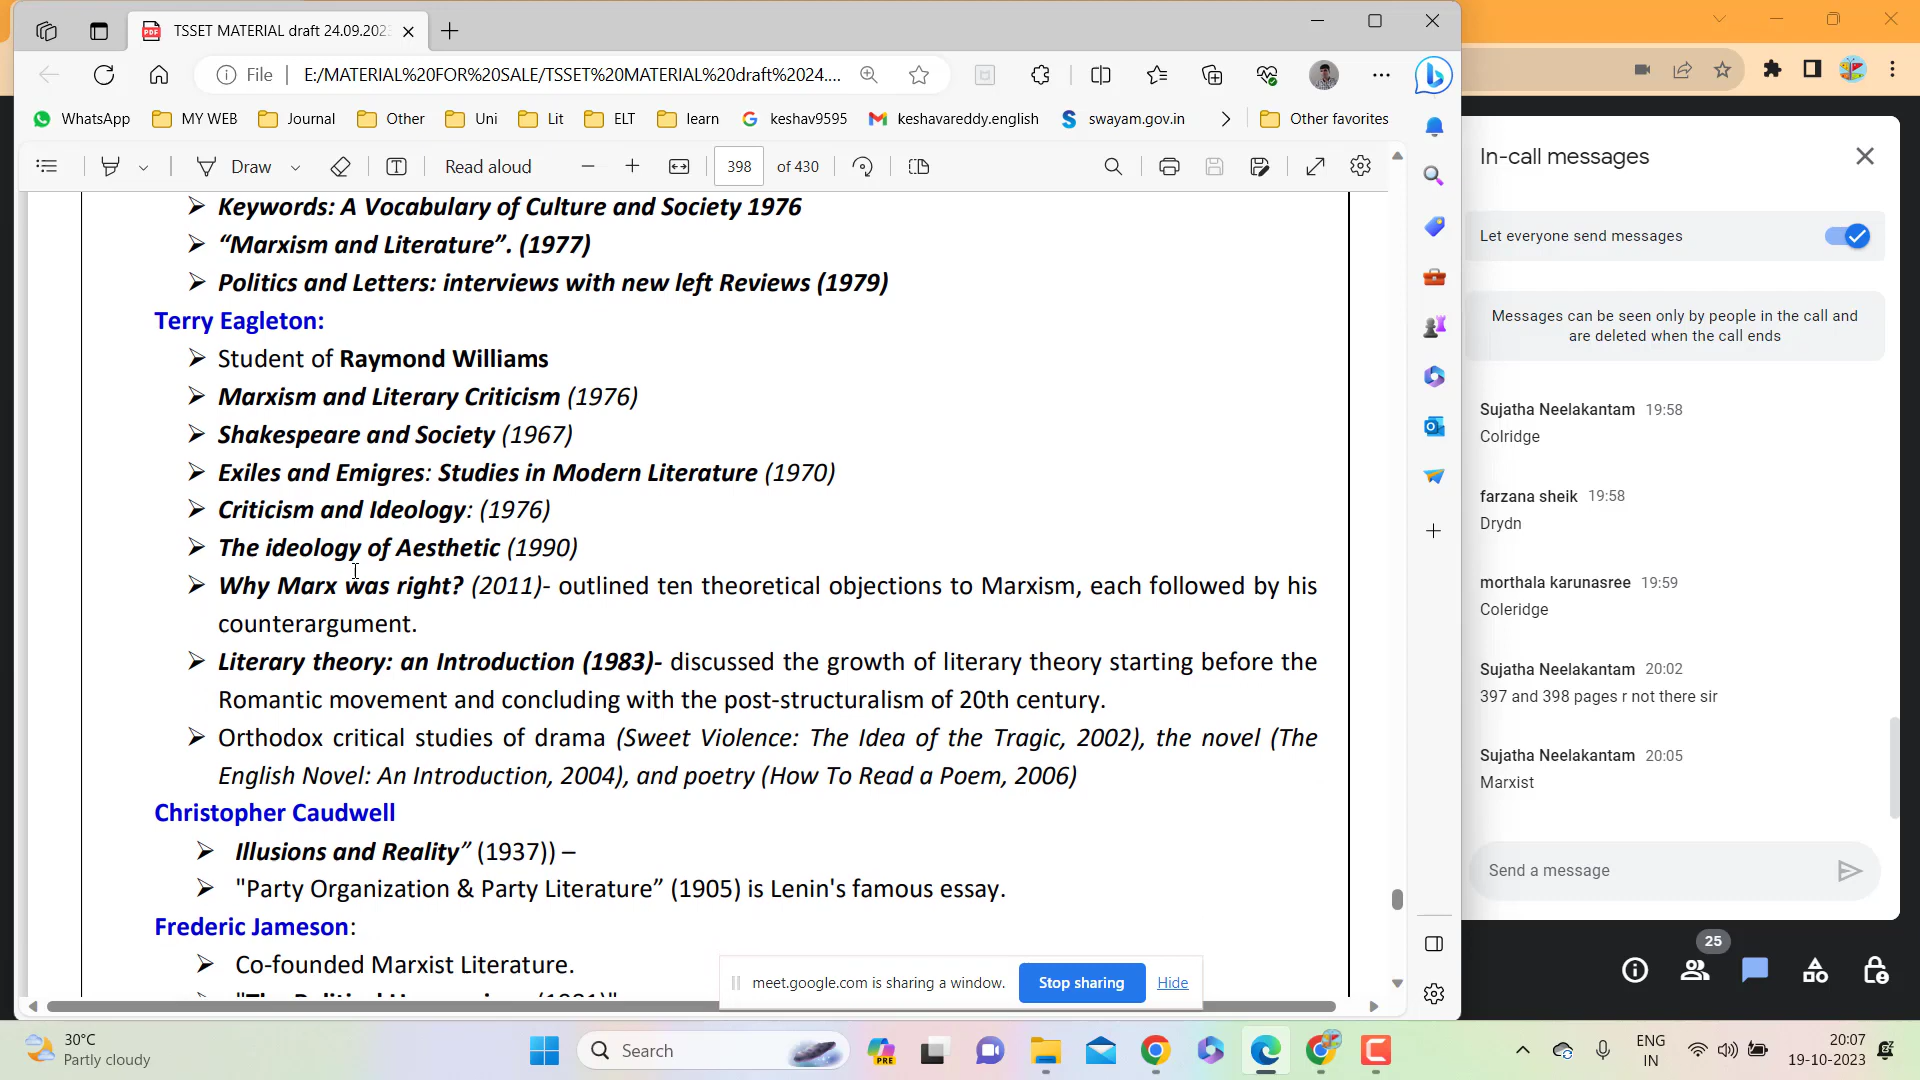 TSSET MATERIAL draft 24.09.202
File
E:/MATERIAL%20FOR%20SALE/TSSET%20MATERIAL%20draft%2024....
WhatsApp
MY WEB
Journal
Other
Uni
Lit
ELT
learn
keshav9595
keshavareddy.english
swayam.gov.in
Other favorites
Draw
Read aloud
398
of 430
➢ Keywords: A Vocabulary of Culture and Society 1976
➢ “Marxism and Literature”. (1977)
➢ Politics and Letters: interviews with new left Reviews (1979)
Terry Eagleton:
➢ Student of Raymond Williams
➢ Marxism and Literary Criticism (1976)
➢ Shakespeare and Society (1967)
➢ Exiles and Emigres: Studies in Modern Literature (1970)
➢ Criticism and Ideology: (1976)
➢ The ideology of Aesthetic (1990)
➢ Why Marx was right? (2011)- outlined ten theoretical objections to Marxism, each followed by his
counterargument.
➢ Literary theory: an Introduction (1983)- discussed the growth of literary theory starting before the
Romantic movement and concluding with the post-structuralism of 20th century.
➢ Orthodox critical studies of drama (Sweet Violence: The Idea of the Tragic, 2002), the novel (The
English Novel: An Introduction, 2004), and poetry (How To Read a Poem, 2006)
Christopher Caudwell
➢ Illusions and Reality” (1937)) –
➢ "Party Organization & Party Literature” (1905) is Lenin's famous essay.
Frederic Jameson:
➢ Co-founded Marxist Literature.
meet.google.com is sharing a window.
Stop sharing
Hide
In-call messages
Let everyone send messages
Messages can be seen only by people in the call and
are deleted when the call ends
Sujatha Neelakantam 19:58
Colridge
farzana sheik 19:58
Drydn
morthala karunasree 19:59
Coleridge
Sujatha Neelakantam 20:02
397 and 398 pages r not there sir
Sujatha Neelakantam 20:05
Marxist
Send a message
25
30°C
Partly cloudy
Search
PRE
ENG
IN
20:07
19-10-2023